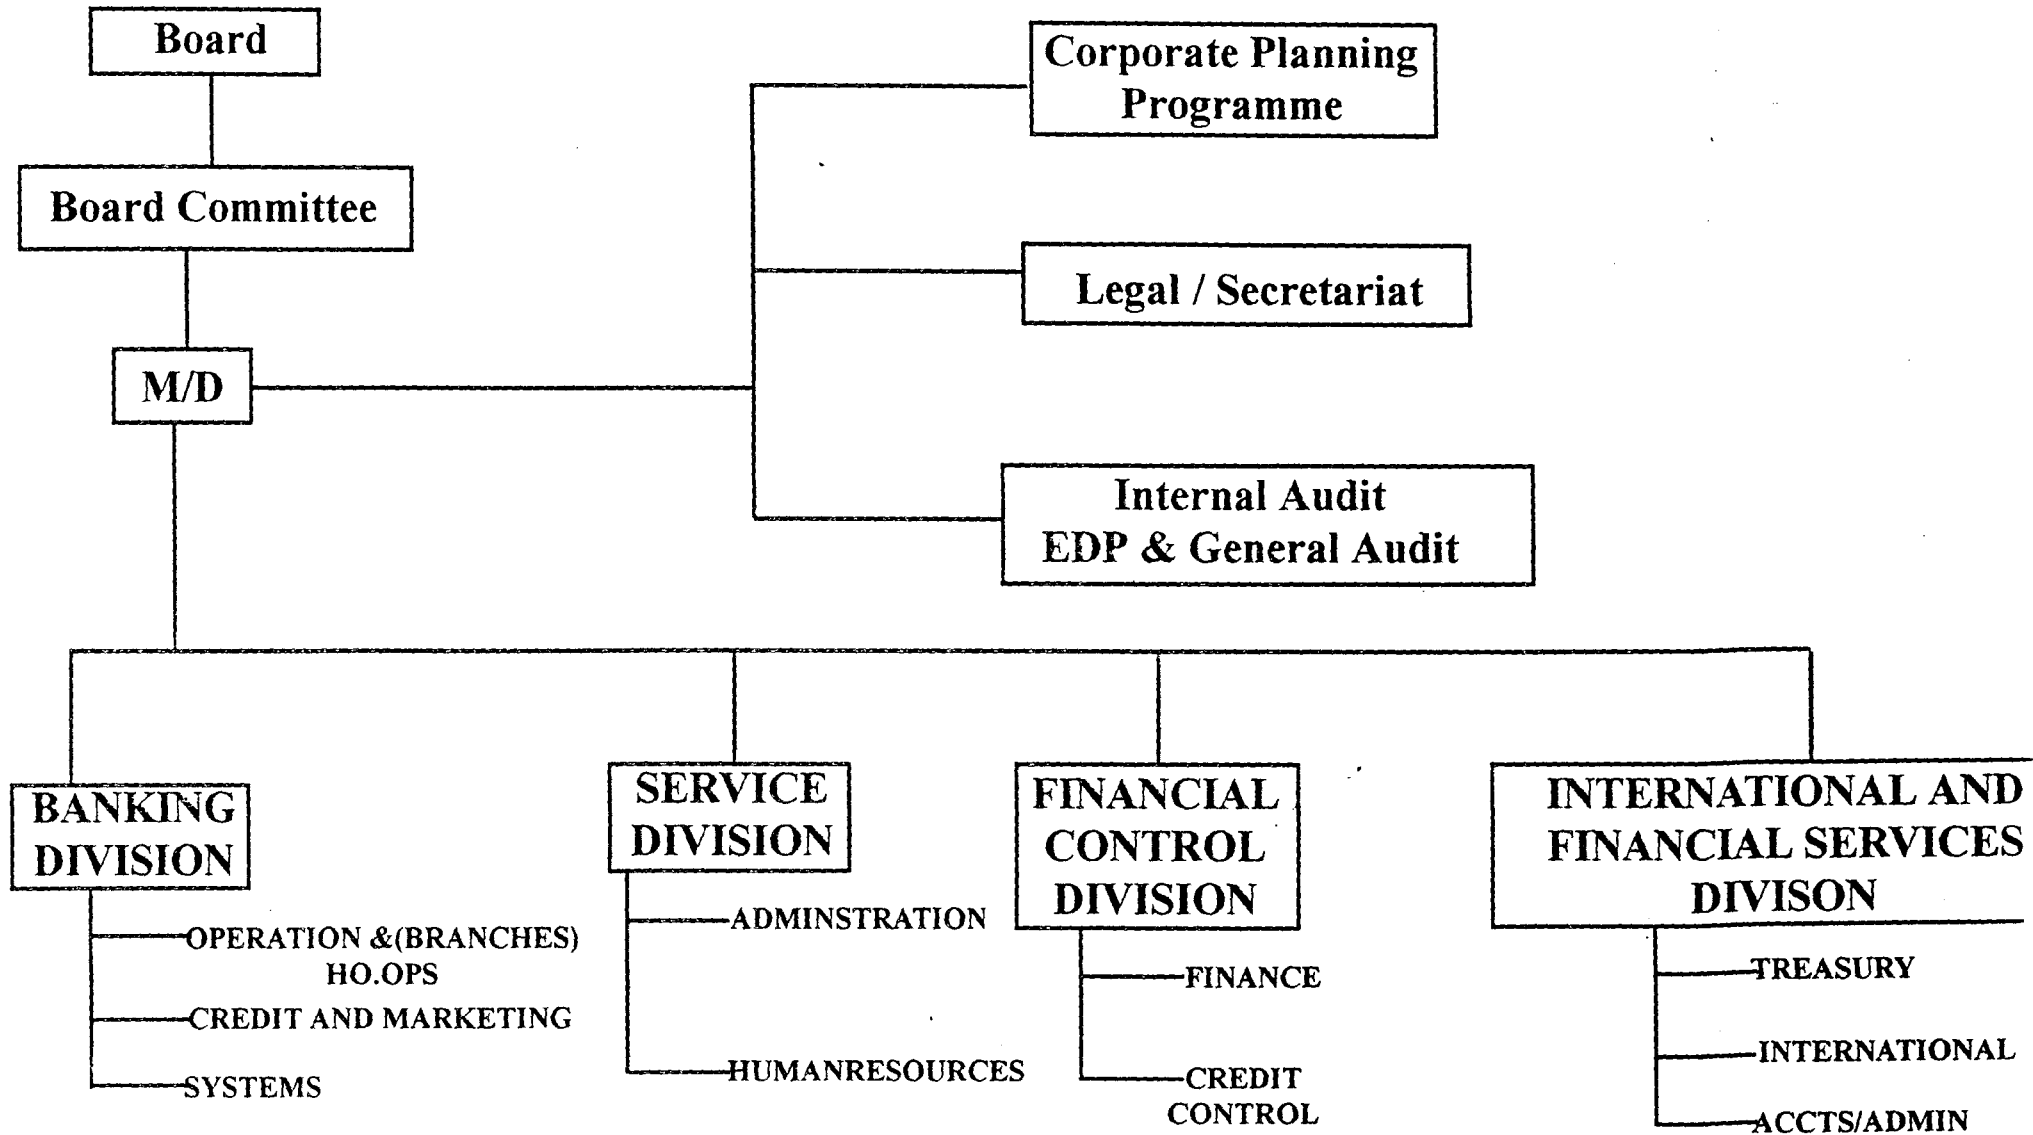 Board
Board Committee
M/D
Corporate Planning
Programme
Legal / Secretariat
Internal Audit
EDP & General Audit
BANKING
DIVISION
OPERATION &(BRANCHES)
HO.OPS
CREDIT AND MARKETING
SYSTEMS
SERVICE
DIVISION
ADMINSTRATION
HUMANRESOURCES
FINANCIAL
CONTROL
DIVISION
FINANCE
CREDIT
CONTROL
INTERNATIONAL AND
FINANCIAL SERVICES
DIVISON
TREASURY
INTERNATIONAL
ACCTS/ADMIN